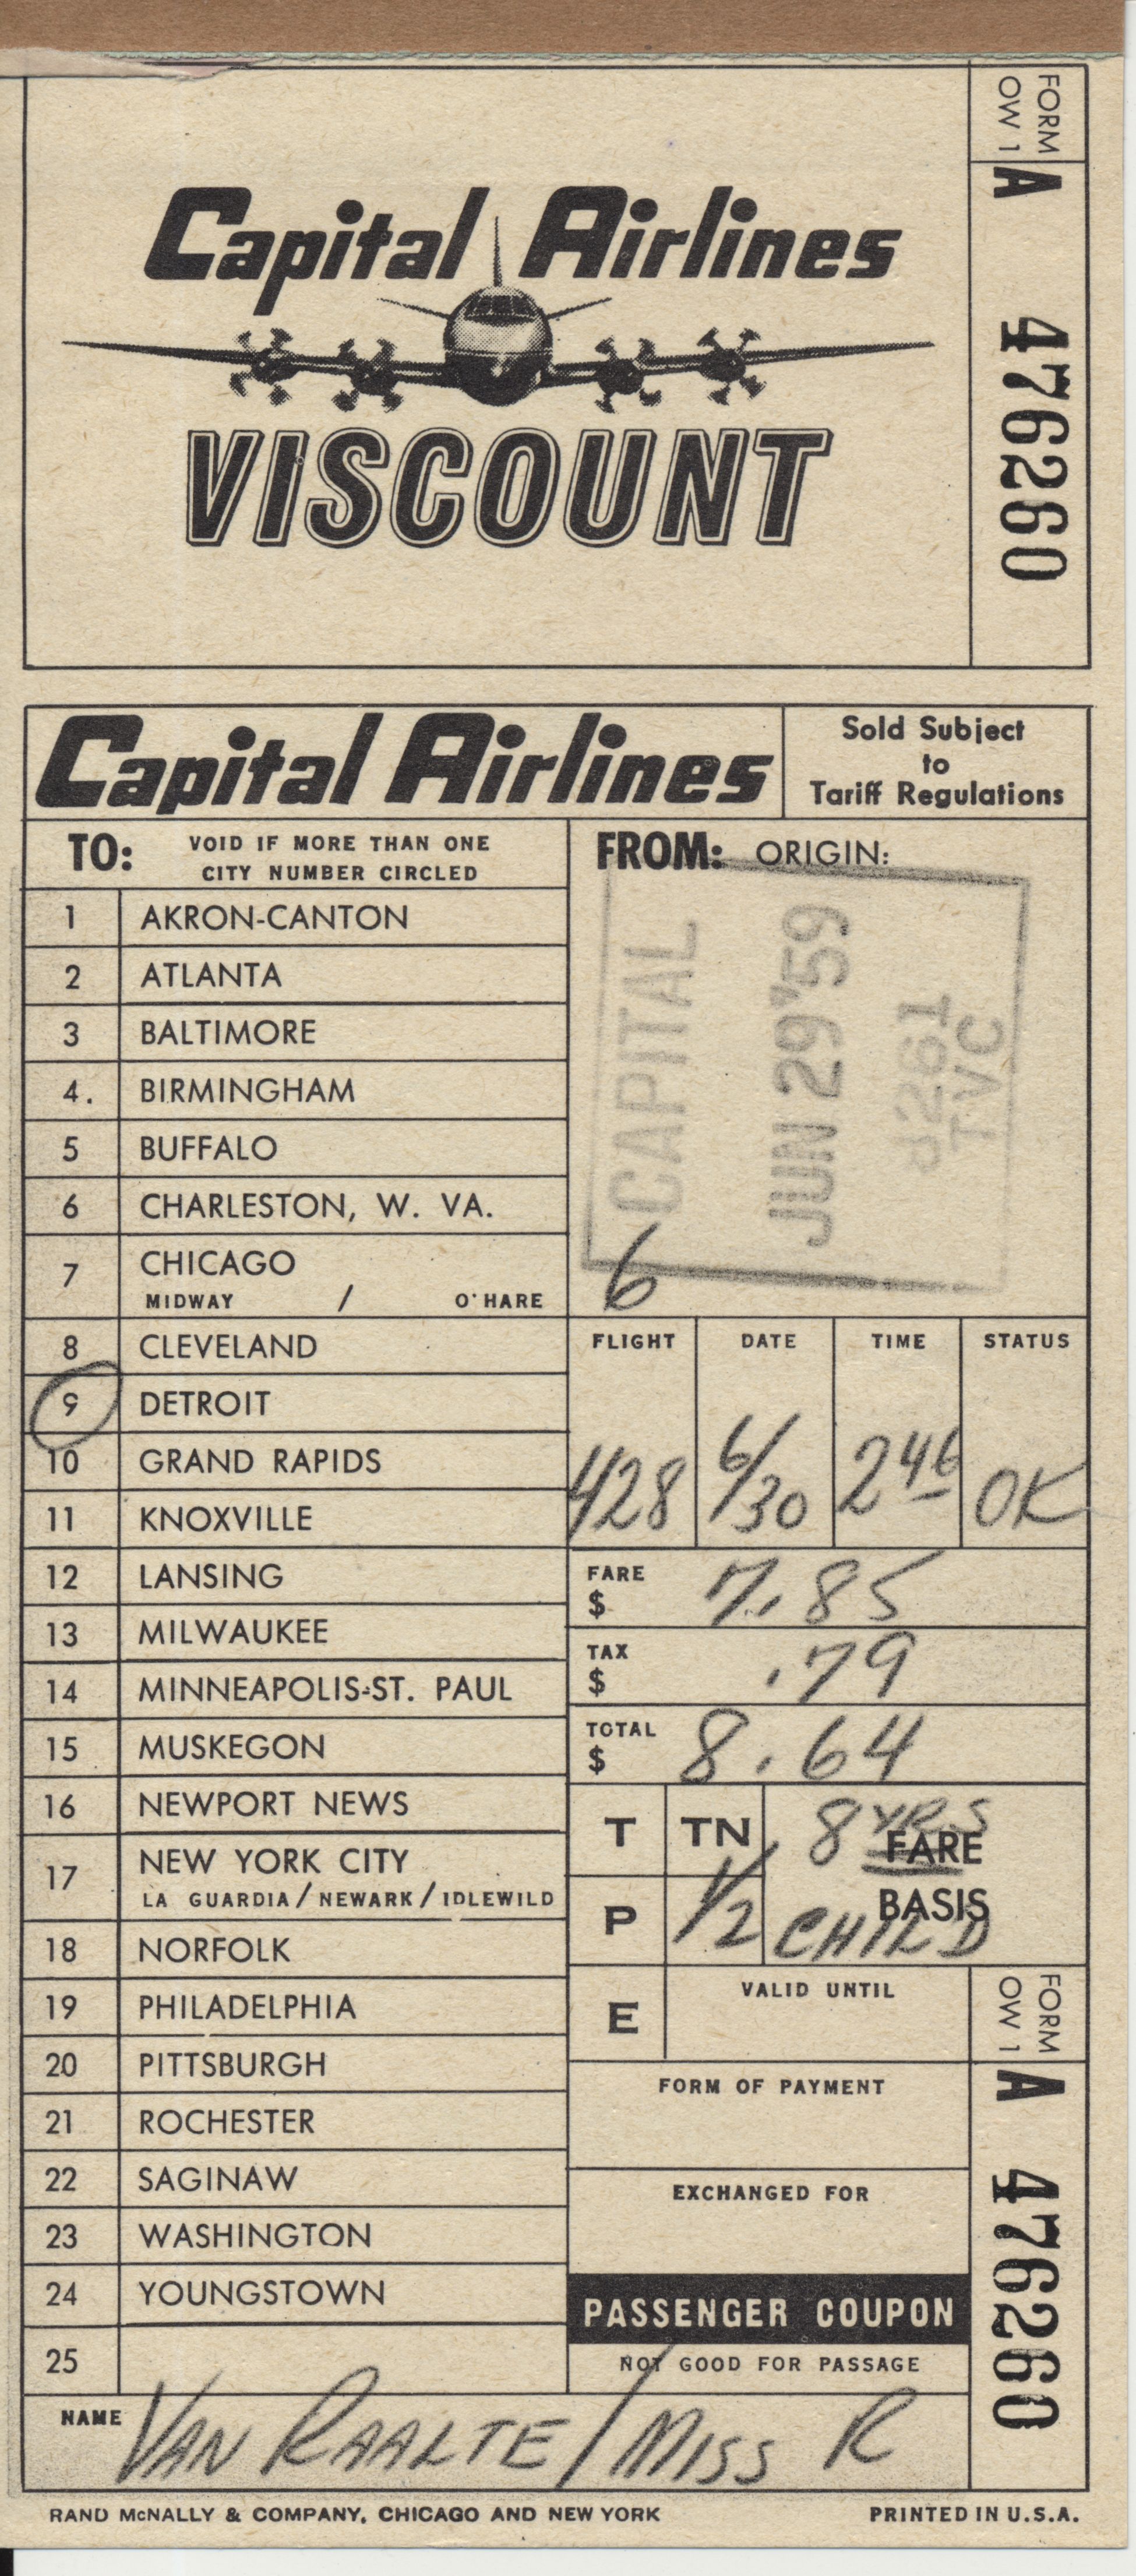 FORM
OW 1
A 476260
Capital Airlines
VISCOUNT
Capital Airlines
Sold Subject
to
Tariff Regulations
TO: VOID IF MORE THAN ONE
CITY NUMBER CIRCLED
1 AKRON-CANTON
2 ATLANTA
3 BALTIMORE
4. BIRMINGHAM
5 BUFFALO
6 CHARLESTON, W. VA.
7 CHICAGO
MIDWAY / O'HARE
8 CLEVELAND
9 DETROIT
10 GRAND RAPIDS
11 KNOXVILLE
12 LANSING
13 MILWAUKEE
14 MINNEAPOLIS-ST. PAUL
15 MUSKEGON
16 NEWPORT NEWS
17 NEW YORK CITY
LA GUARDIA / NEWARK / IDLEWILD
18 NORFOLK
19 PHILADELPHIA
20 PITTSBURGH
21 ROCHESTER
22 SAGINAW
23 WASHINGTON
24 YOUNGSTOWN
25
FROM: ORIGIN:
CAPITAL
JUN 29 '59
TVC
6
FLIGHT DATE TIME STATUS
428 6/30 2 46 OK
FARE
$ 7.85
TAX
$ .79
TOTAL
$ 8.64
T TN 8 YRS
FARE
P 1/2 BASIS
CHILD
E VALID UNTIL
FORM OF PAYMENT
EXCHANGED FOR
PASSENGER COUPON
NOT GOOD FOR PASSAGE
FORM
OW 1
A 476260
NAME VAN RAALTE / MISS R
RAND McNALLY & COMPANY, CHICAGO AND NEW YORK
PRINTED IN U.S.A.